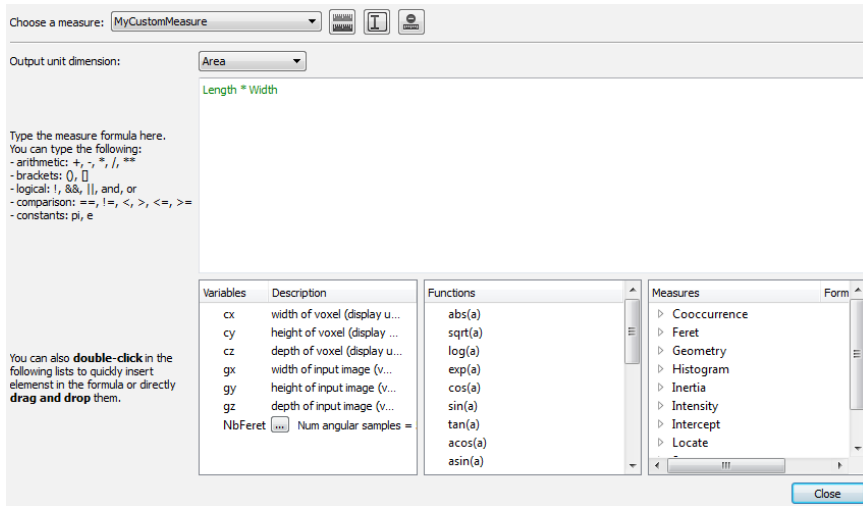 Choose a measure: MyCustomMeasure
Output unit dimension: Area
Length * Width
Type the measure formula here.
You can type the following:
- arithmetic: +, -, *, /, **
- brackets: (), []
- logical: !, &&, ||, and, or
- comparison: ==, !=, <, >, <=, >=
- constants: pi, e
You can also double-click in the
following lists to quickly insert
elemenst in the formula or directly
drag and drop them.
Variables Description
cx width of voxel (display u...
cy height of voxel (display ...
cz depth of voxel (display u...
gx width of input image (v...
gy height of input image (v...
gz depth of input image (v...
NbFeret ... Num angular samples =
Functions
abs(a)
sqrt(a)
log(a)
exp(a)
cos(a)
sin(a)
tan(a)
acos(a)
asin(a)
Measures Form
Cooccurrence
Feret
Geometry
Histogram
Inertia
Intensity
Intercept
Locate
Close